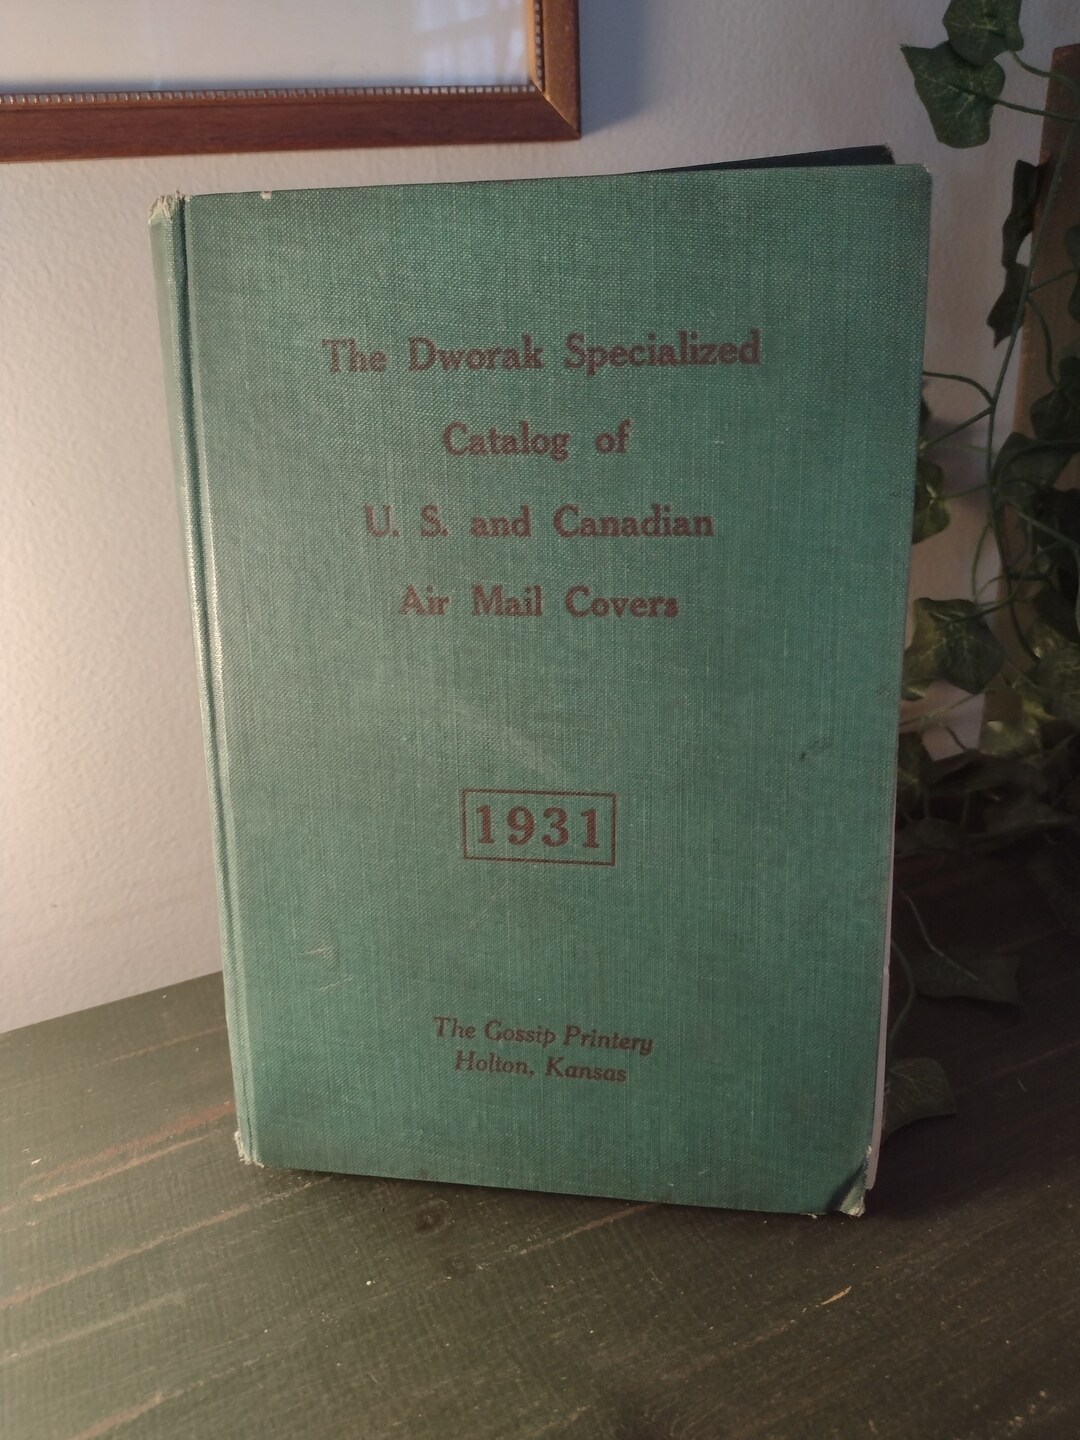 The Dworak Specialized
Catalog of
U. S. and Canadian
Air Mail Covers
1931
The Gossip Printery
Holton, Kansas